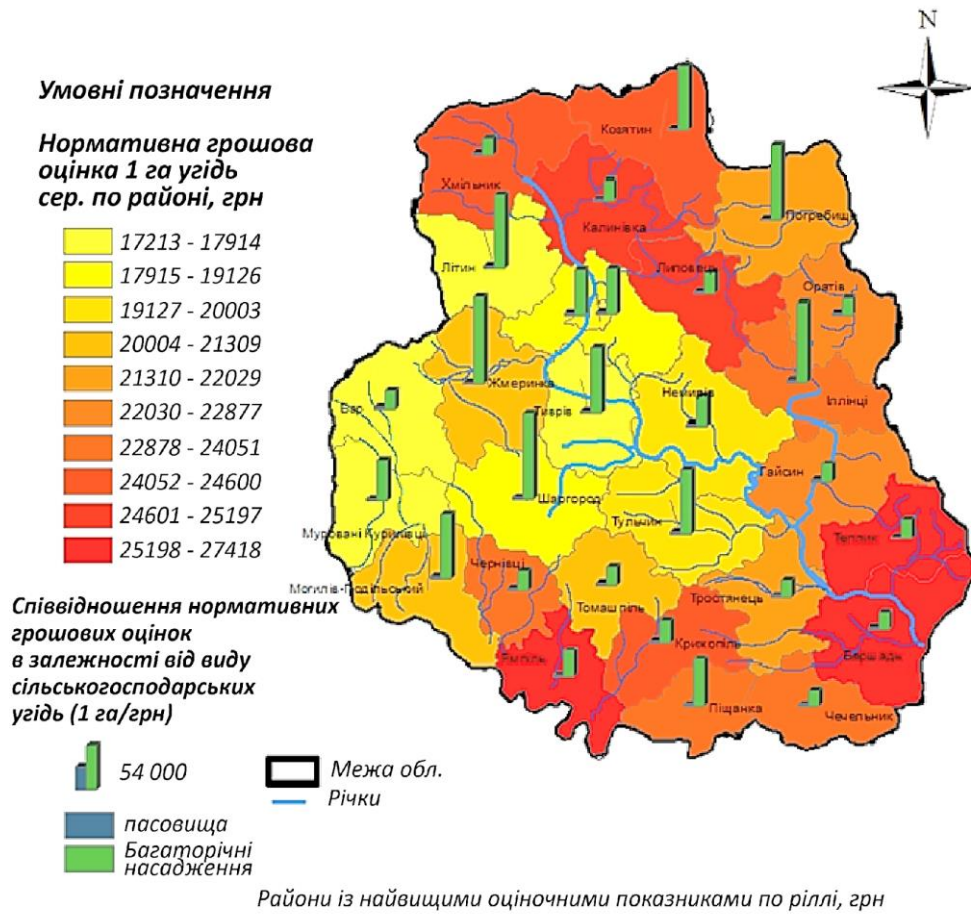 N
Умовні позначення
Нормативна грошова
оцінка 1 га угідь
сер. по районі, грн
17213 - 17914
17915 - 19126
19127 - 20003
20004 - 21309
21310 - 22029
22030 - 22877
22878 - 24051
24052 - 24600
24601 - 25197
25198 - 27418
Співвідношення нормативних
грошових оцінок
в залежності від виду
сільськогосподарських
угідь (1 га/грн)
54 000
пасовища
Багаторічні
насадження
Межа обл.
Річки
Козятин
Хмільник
Калинівка
Погребище
Літин
Липовець
Оратів
Жмеринка
Іллінці
Бар
Тиврів
Немирів
Гайсин
Шаргород
Тульчин
Муровані Курилівці
Теплик
Могилів-Подільський
Чернівці
Томашпіль
Тростянець
Крижопіль
Бершадь
Ямпіль
Піщанка
Чечельник
Райони із найвищими оціночними показниками по ріллі, грн